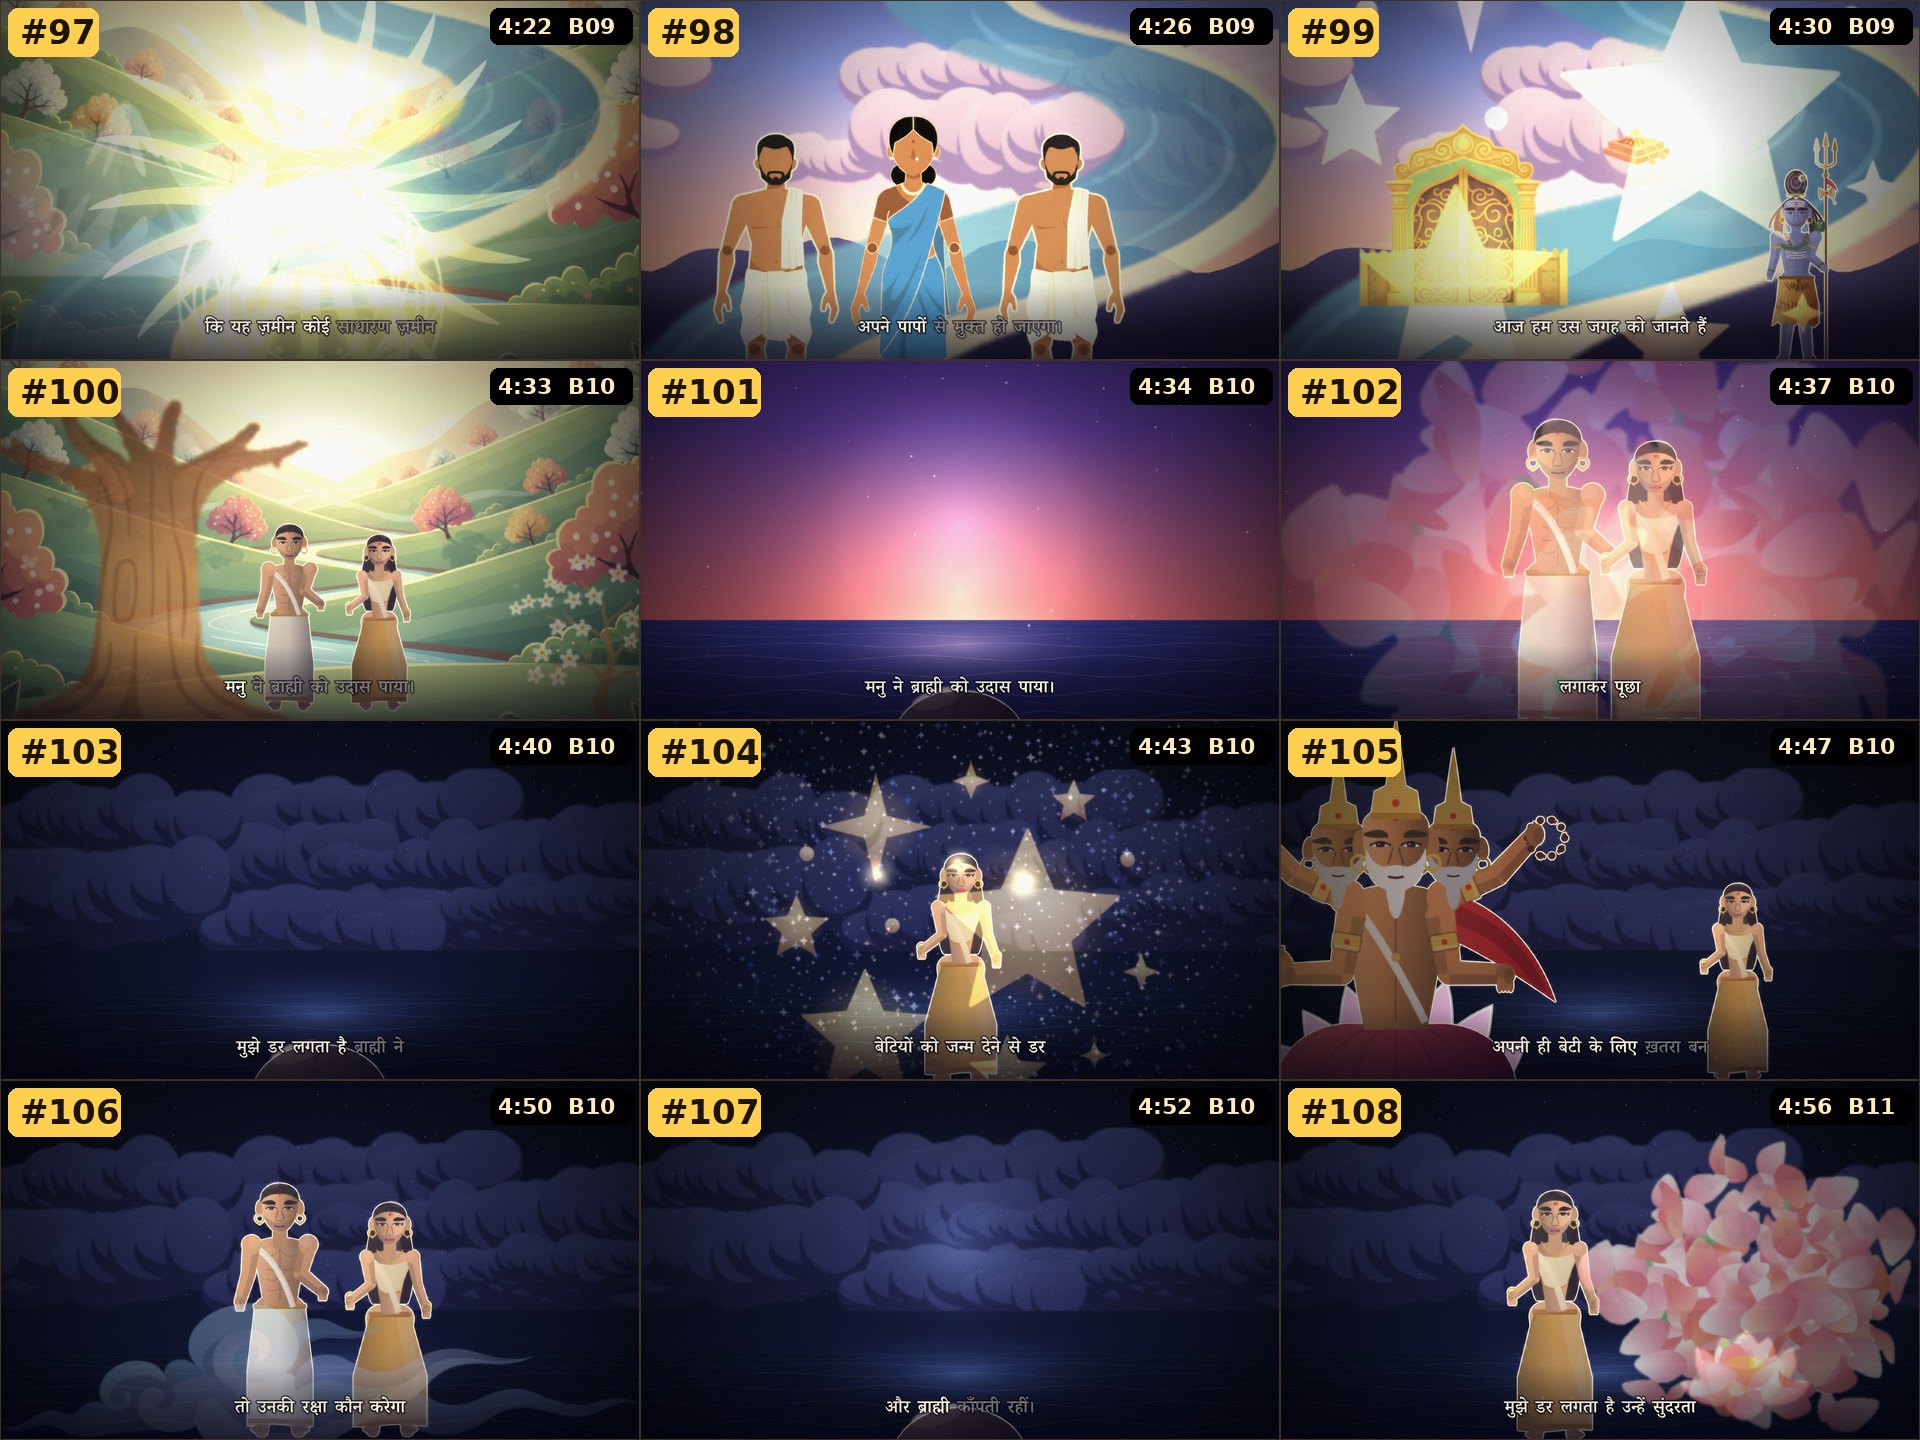 #97
4:22 B09
कि यह ज़मीन कोई साधारण ज़मीन
#98
4:26 B09
अपने पापों से मुक्त हो जाएगा।
#99
4:30 B09
आज हम उस जगह को जानते हैं
#100
4:33 B10
मनु ने ब्राह्मी को उदास पाया।
#101
4:34 B10
मनु ने ब्राह्मी को उदास पाया।
#102
4:37 B10
लगाकर पूछा
#103
4:40 B10
मुझे डर लगता है ब्राह्मी ने
#104
4:43 B10
बेटियों को जन्म देने से डर
#105
4:47 B10
अपनी ही बेटी के लिए ख़तरा बन
#106
4:50 B10
तो उनकी रक्षा कौन करेगा
#107
4:52 B10
और ब्राह्मी काँपती रहीं।
#108
4:56 B11
मुझे डर लगता है उन्हें सुंदरता